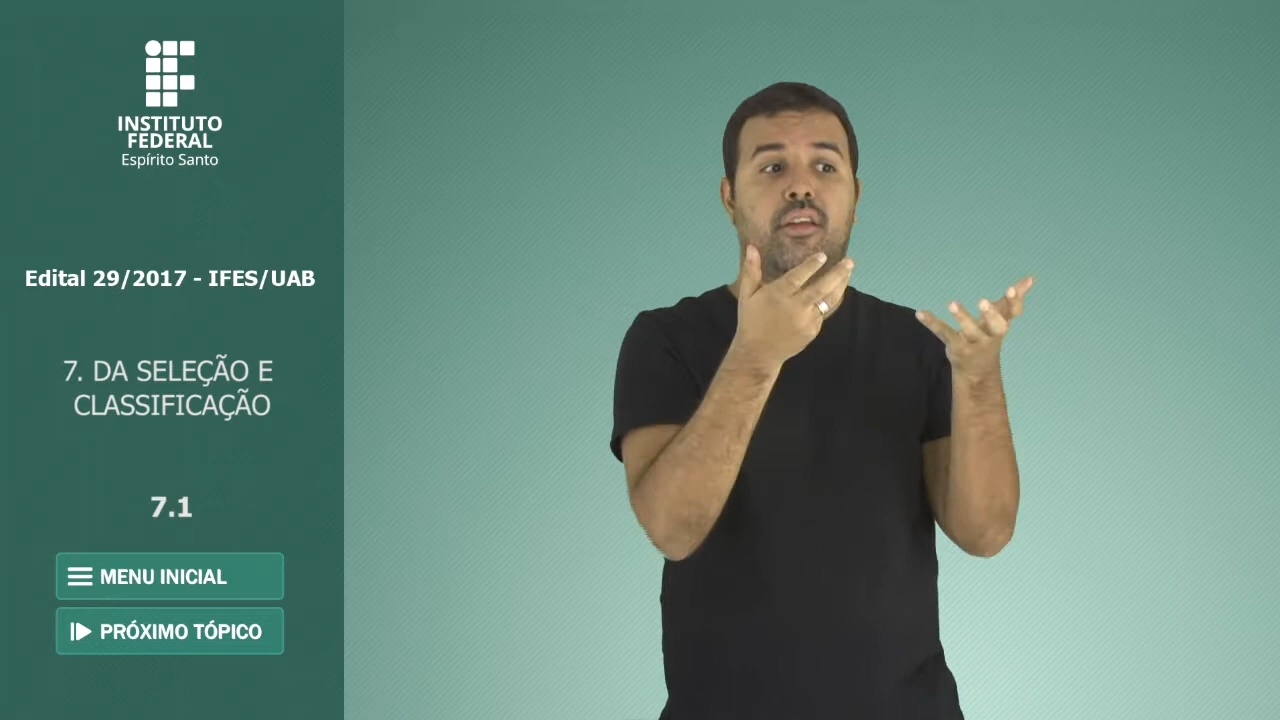 INSTITUTO
FEDERAL
Espírito Santo
Edital 29/2017 - IFES/UAB
7. DA SELEÇÃO E
CLASSIFICAÇÃO
7.1
MENU INICIAL
PRÓXIMO TÓPICO